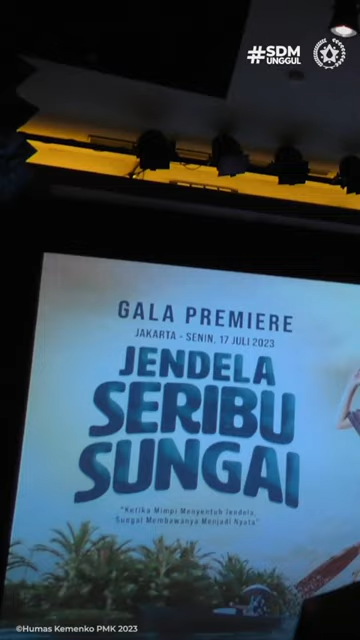 #SDM
UNGGUL
GALA PREMIERE
JAKARTA - SENIN, 17 JULI 2023
JENDELA
SERIBU
SUNGAI
"Ketika Mimpi Menyentuh Jendela,
Sungai Membawanya Menjadi Nyata"
©Humas Kemenko PMK 2023